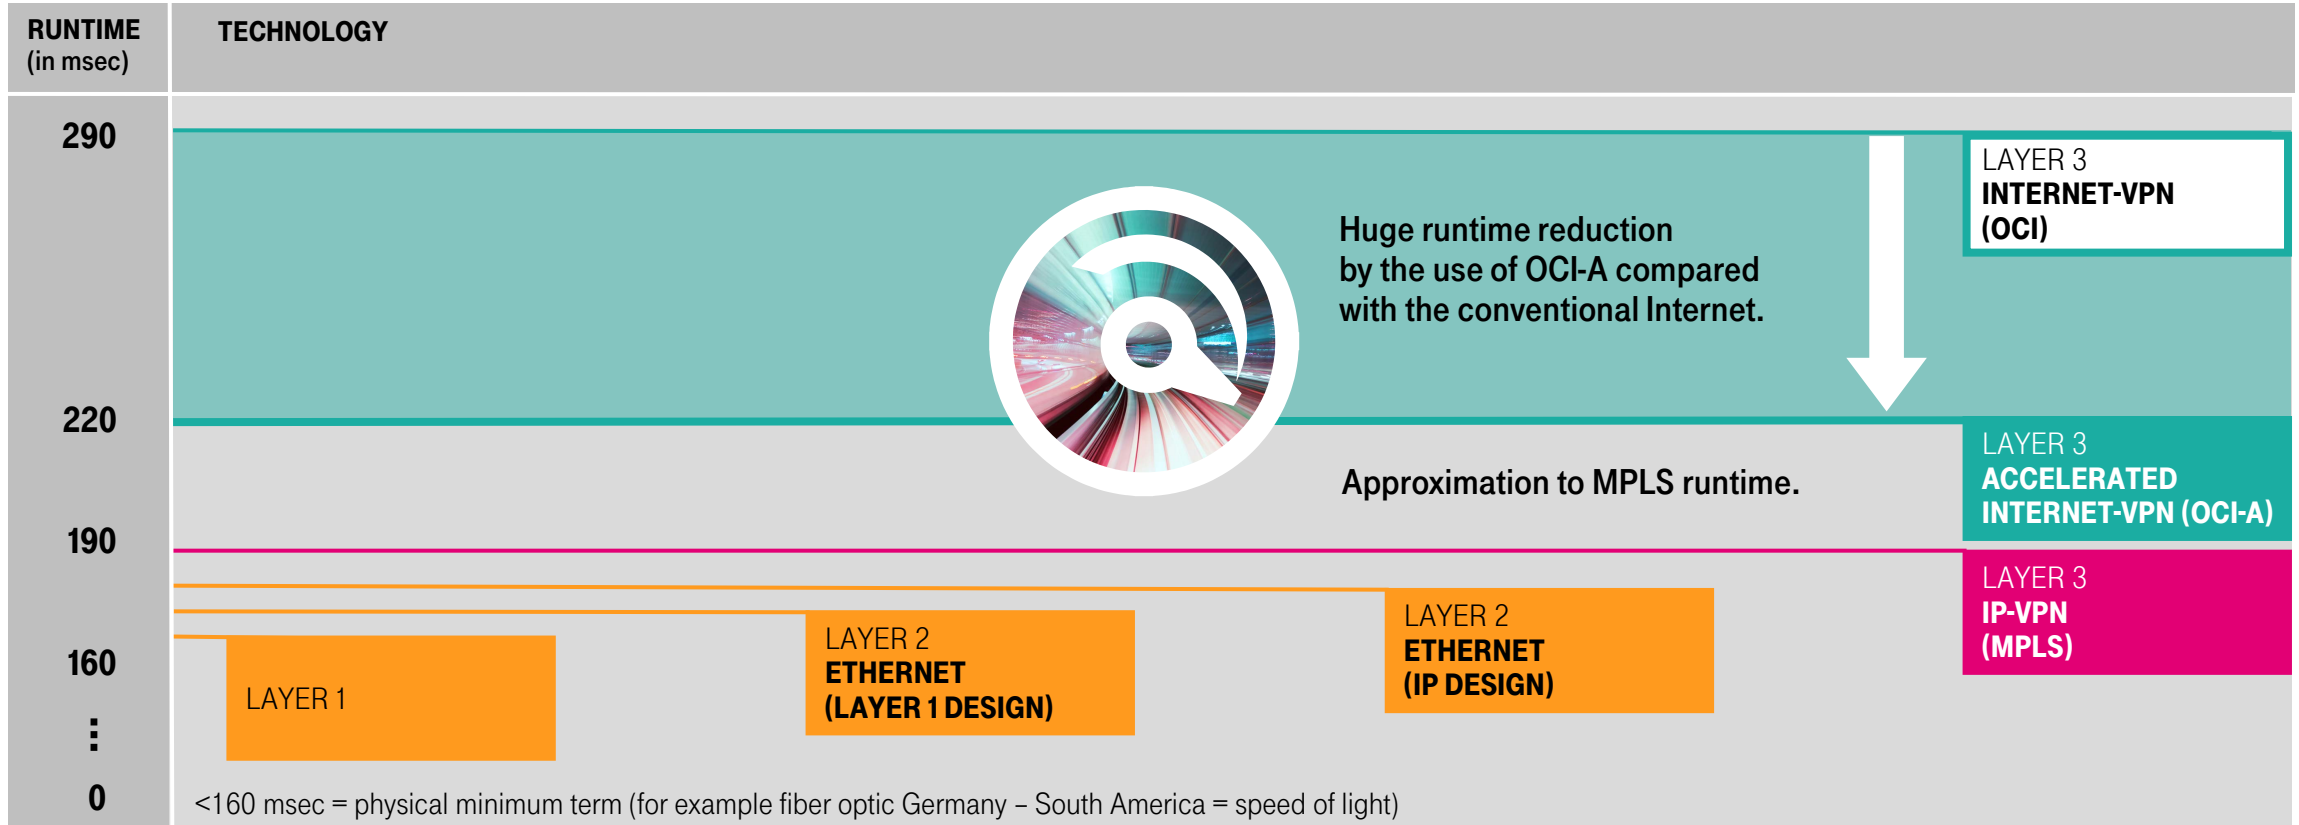 RUNTIME
(in msec)
TECHNOLOGY
290
LAYER 3
INTERNET-VPN
(OCI)
Huge runtime reduction
by the use of OCI-A compared
with the conventional Internet.
220
LAYER 3
ACCELERATED
INTERNET-VPN (OCI-A)
Approximation to MPLS runtime.
190
LAYER 3
IP-VPN
(MPLS)
LAYER 2
ETHERNET
(IP DESIGN)
LAYER 2
ETHERNET
(LAYER 1 DESIGN)
160
LAYER 1
⋮
0
<160 msec = physical minimum term (for example fiber optic Germany – South America = speed of light)